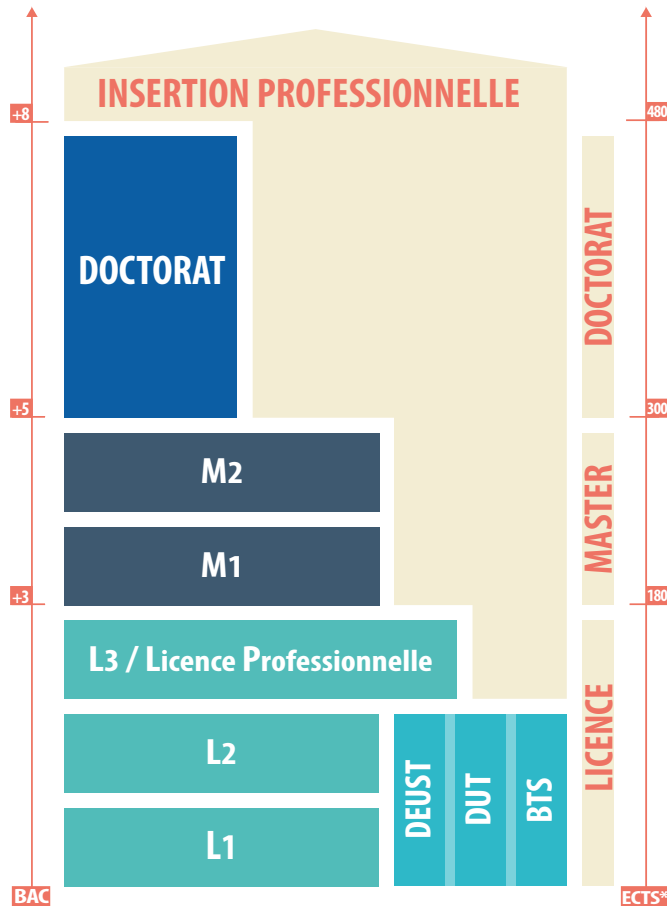 INSERTION PROFESSIONNELLE
+8
480
DOCTORAT
DOCTORAT
+5
300
M2
MASTER
M1
+3
180
L3 / Licence Professionnelle
LICENCE
L2
DEUST
DUT
BTS
L1
BAC
ECTS*